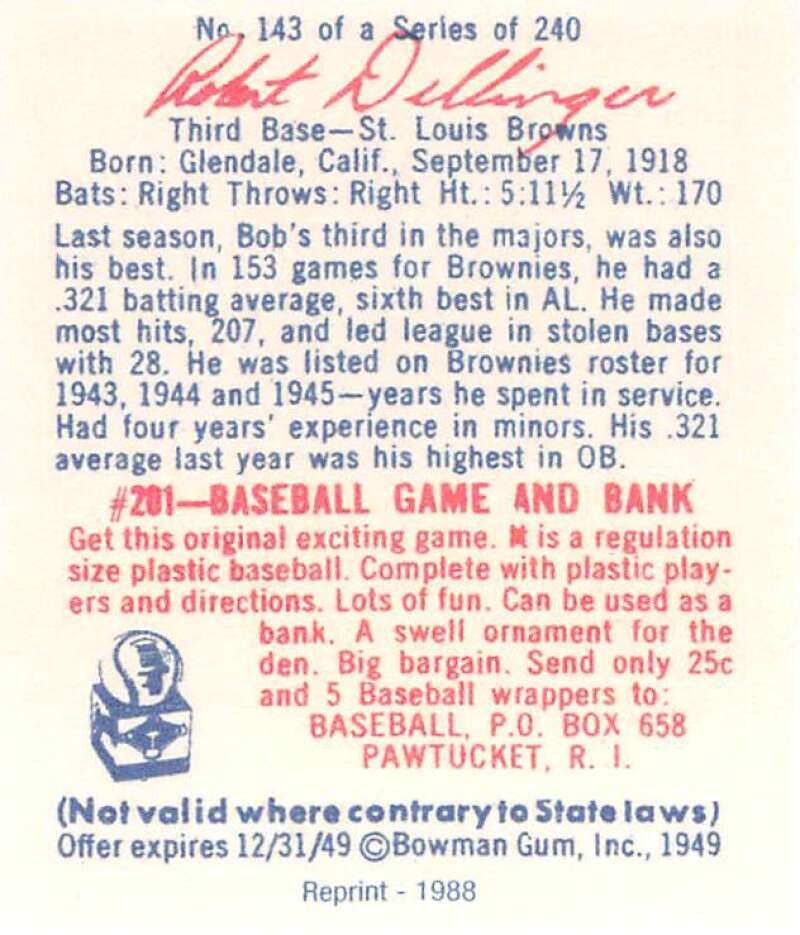 No. 143 of a Series of 240
Robert Dillinger
Third Base—St. Louis Browns
Born: Glendale, Calif., September 17, 1918
Bats: Right Throws: Right Ht.: 5:11½ Wt.: 170
Last season, Bob's third in the majors, was also
his best. In 153 games for Brownies, he had a
.321 batting average, sixth best in AL. He made
most hits, 207, and led league in stolen bases
with 28. He was listed on Brownies roster for
1943, 1944 and 1945—years he spent in service.
Had four years' experience in minors. His .321
average last year was his highest in OB.
#201—BASEBALL GAME AND BANK
Get this original exciting game. It is a regulation
size plastic baseball. Complete with plastic play-
ers and directions. Lots of fun. Can be used as a
bank. A swell ornament for the
den. Big bargain. Send only 25c
and 5 Baseball wrappers to:
BASEBALL, P.O. BOX 658
PAWTUCKET, R. I.
(Not valid where contrary to State laws)
Offer expires 12/31/49 ©Bowman Gum, Inc., 1949
Reprint - 1988